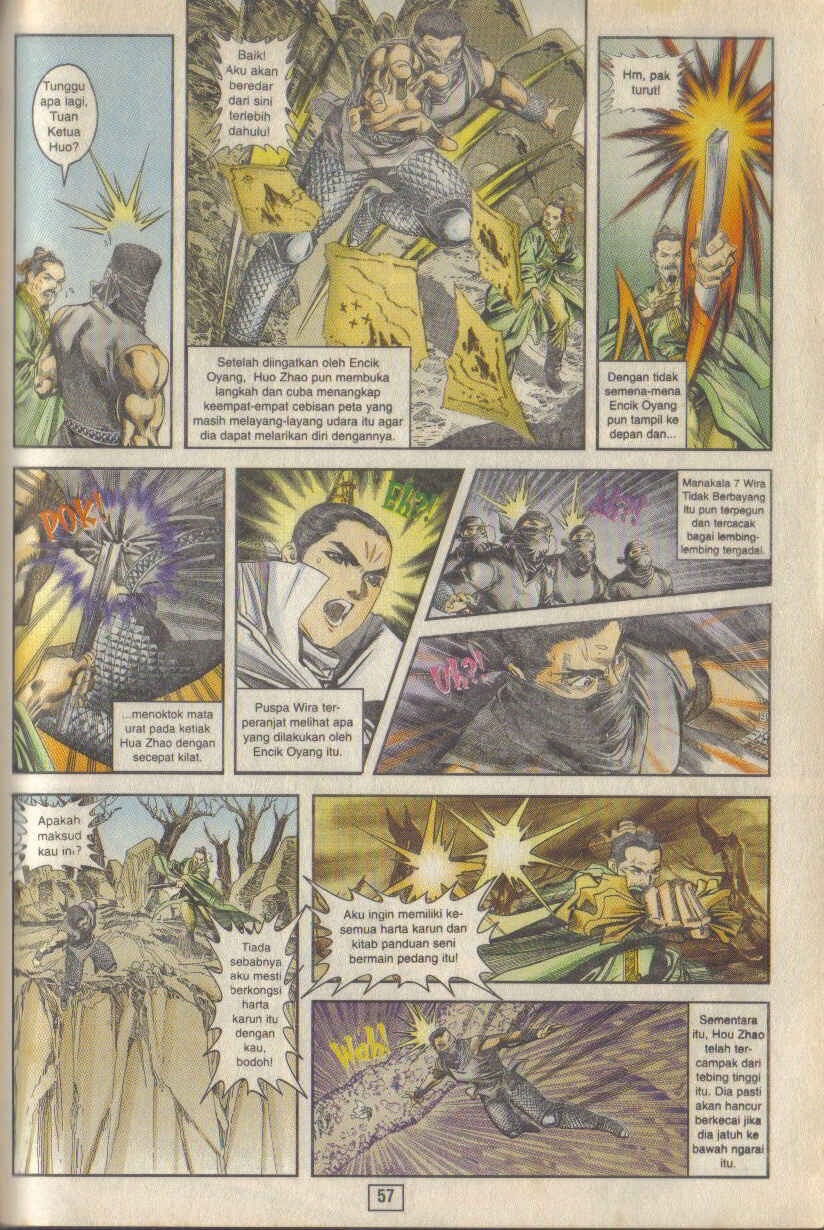 Tunggu
apa lagi,
Tuan
Ketua
Huo?
Baik!
Aku akan
beredar
dari sini
terlebih
dahulu!
Setelah diingatkan oleh Encik
Oyang, Huo Zhao pun membuka
langkah dan cuba menangkap
keempat-empat cebisan peta yang
masih melayang-layang udara itu agar
dia dapat melarikan diri dengannya.
Hm, pak
turut!
Dengan tidak
semena-mena
Encik Oyang
pun tampil ke
depan dan...
POK!
...menoktok mata
urat pada ketiak
Hua Zhao dengan
secepat kilat.
EH?!
Puspa Wira ter-
peranjat melihat apa
yang dilakukan oleh
Encik Oyang itu.
Manakala 7 Wira
Tidak Berbayang
itu pun terpegun
dan tercacak
bagai lembing-
lembing tergadai.
UH?!
Apakah
maksud
kau ini?
Tiada
sebabnya
aku mesti
berkongsi
harta
karun itu
dengan
kau,
bodoh!
Aku ingin memiliki ke-
semua harta karun dan
kitab panduan seni
bermain pedang itu!
Wah!
Sementara
itu, Hou Zhao
telah ter-
campak dari
tebing tinggi
itu. Dia pasti
akan hancur
berkecai jika
dia jatuh ke
bawah ngarai
itu.
57